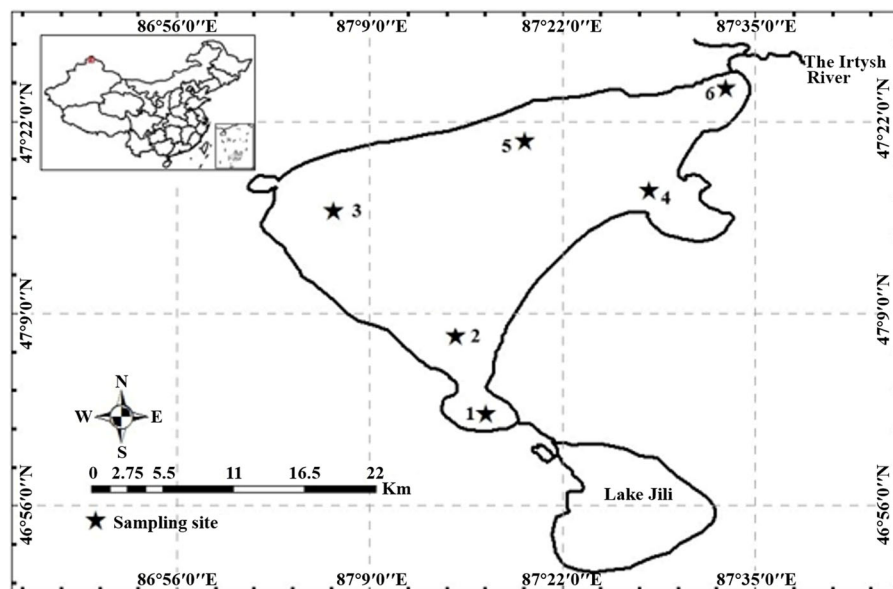 86°56'0''E 87°9'0''E 87°22'0''E 87°35'0''E
The Irtysh
River
47°22'0''N 47°22'0''N
6
5
4
3
47°9'0''N 47°9'0''N
2
1
N
W E
S
0 2.75 5.5 11 16.5 22
Km
Lake Jili
46°56'0''N 46°56'0''N
Sampling site
86°56'0''E 87°9'0''E 87°22'0''E 87°35'0''E